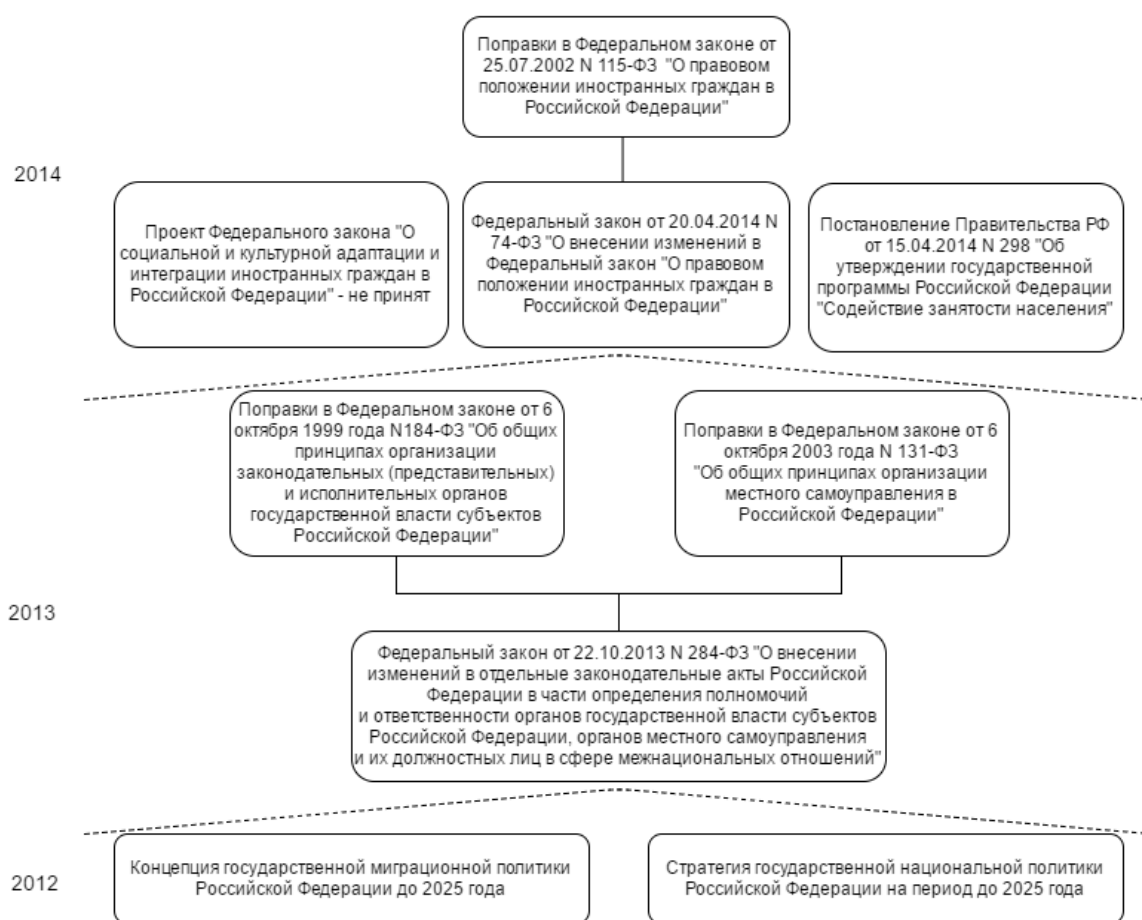 Поправки в Федеральном законе от
25.07.2002 N 115-ФЗ "О правовом
положении иностранных граждан в
Российской Федерации"
2014
Проект Федерального закона "О
социальной и культурной адаптации и
интеграции иностранных граждан в
Российской Федерации" - не принят
Федеральный закон от 20.04.2014 N
74-ФЗ "О внесении изменений в
Федеральный закон "О правовом
положении иностранных граждан в
Российской Федерации"
Постановление Правительства РФ
от 15.04.2014 N 298 "Об
утверждении государственной
программы Российской Федерации
"Содействие занятости населения"
Поправки в Федеральном законе от 6
октября 1999 года N184-ФЗ "Об общих
принципах организации
законодательных (представительных)
и исполнительных органов
государственной власти субъектов
Российской Федерации"
Поправки в Федеральном законе от 6
октября 2003 года N 131-ФЗ
"Об общих принципах организации
местного самоуправления в
Российской Федерации"
2013
Федеральный закон от 22.10.2013 N 284-ФЗ "О внесении
изменений в отдельные законодательные акты Российской
Федерации в части определения полномочий
и ответственности органов государственной власти субъектов
Российской Федерации, органов местного самоуправления
и их должностных лиц в сфере межнациональных отношений"
2012
Концепция государственной миграционной политики
Российской Федерации до 2025 года
Стратегия государственной национальной политики
Российской Федерации на период до 2025 года